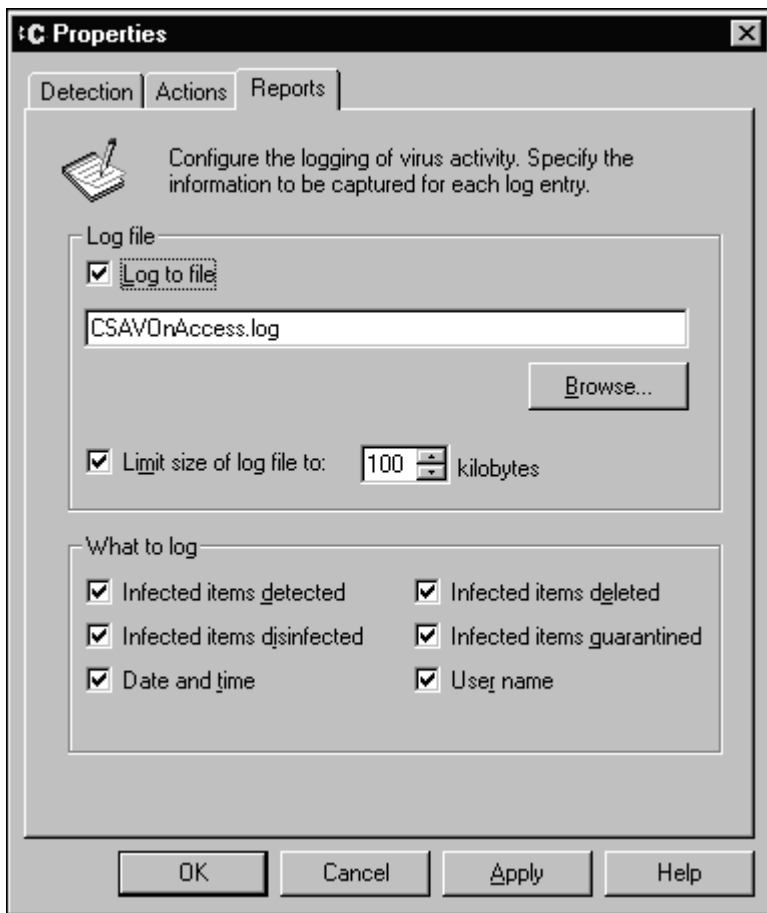 C Properties
Detection
Actions
Reports
Configure the logging of virus activity. Specify the
information to be captured for each log entry.
Log file
Log to file
CSAVOnAccess.log
Browse...
Limit size of log file to: 100 kilobytes
What to log
Infected items detected
Infected items deleted
Infected items disinfected
Infected items guarantined
Date and time
User name
OK
Cancel
Apply
Help